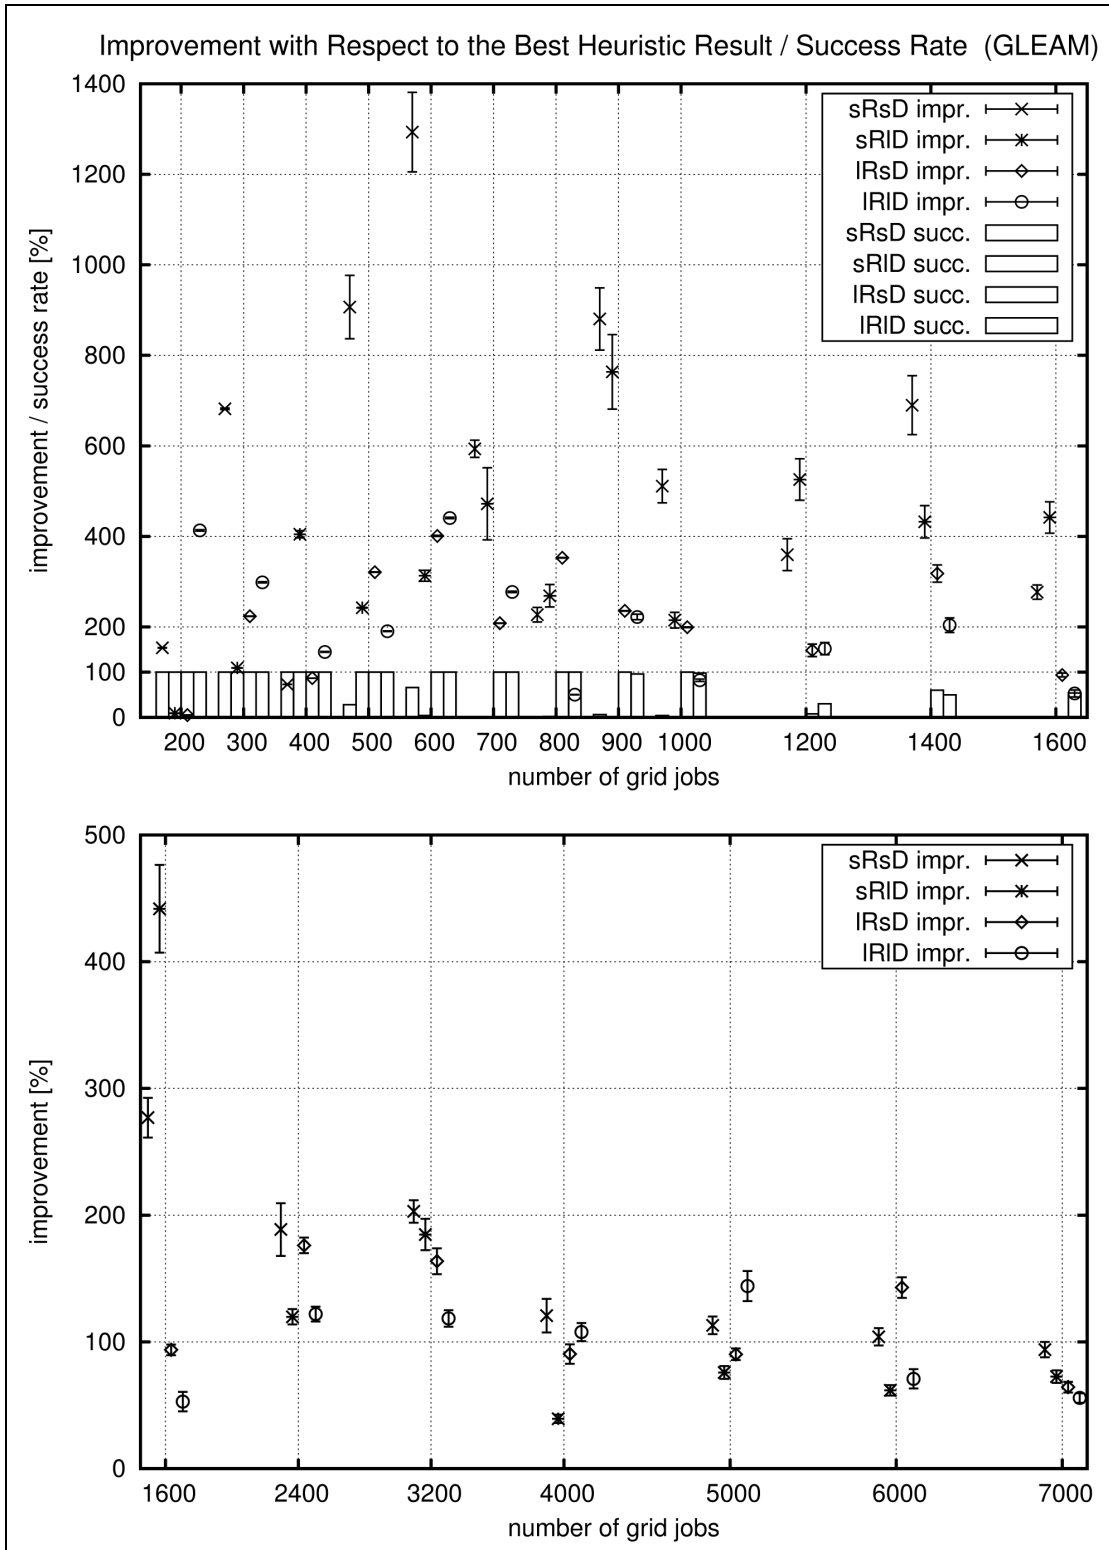 Improvement with Respect to the Best Heuristic Result / Success Rate (GLEAM)
improvement / success rate [%]
1400
1200
1000
800
600
400
200
100
0
sRsD impr.
sRlD impr.
lRsD impr.
lRlD impr.
sRsD succ.
sRlD succ.
lRsD succ.
lRlD succ.
200 300 400 500 600 700 800 900 1000 1200 1400 1600
number of grid jobs
improvement [%]
500
400
300
200
100
0
sRsD impr.
sRlD impr.
lRsD impr.
lRlD impr.
1600 2400 3200 4000 5000 6000 7000
number of grid jobs